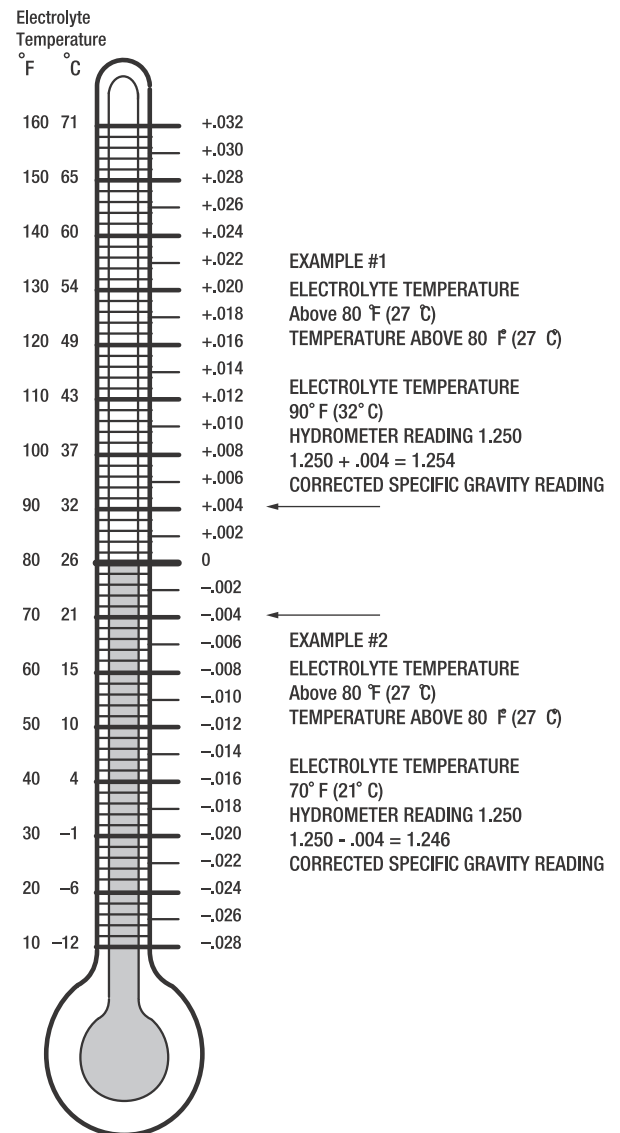 Electrolyte
Temperature
°F °C
160 71 +.032
+.030
150 65 +.028
+.026
140 60 +.024
+.022
130 54 +.020
+.018
120 49 +.016
+.014
110 43 +.012
+.010
100 37 +.008
+.006
90 32 +.004
+.002
80 26 0
–.002
70 21 –.004
–.006
60 15 –.008
–.010
50 10 –.012
–.014
40 4 –.016
–.018
30 –1 –.020
–.022
20 –6 –.024
–.026
10 –12 –.028
EXAMPLE #1
ELECTROLYTE TEMPERATURE
Above 80 °F (27 °C)
TEMPERATURE ABOVE 80 °F (27 °C)
ELECTROLYTE TEMPERATURE
90° F (32° C)
HYDROMETER READING 1.250
1.250 + .004 = 1.254
CORRECTED SPECIFIC GRAVITY READING
EXAMPLE #2
ELECTROLYTE TEMPERATURE
Above 80 °F (27 °C)
TEMPERATURE ABOVE 80 °F (27 °C)
ELECTROLYTE TEMPERATURE
70° F (21° C)
HYDROMETER READING 1.250
1.250 - .004 = 1.246
CORRECTED SPECIFIC GRAVITY READING